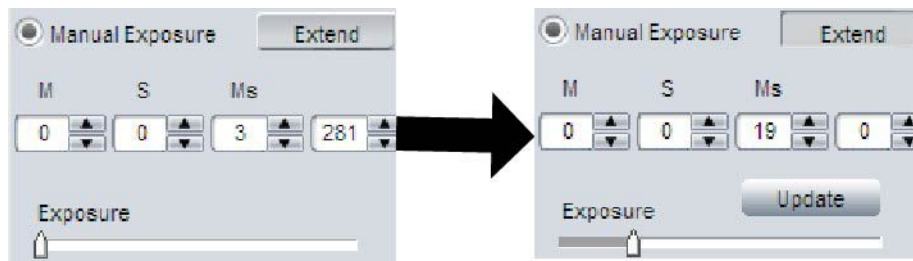 Manual Exposure Extend
M S Ms
0 0 3 281
Exposure
Manual Exposure Extend
M S Ms
0 0 19 0
Update
Exposure